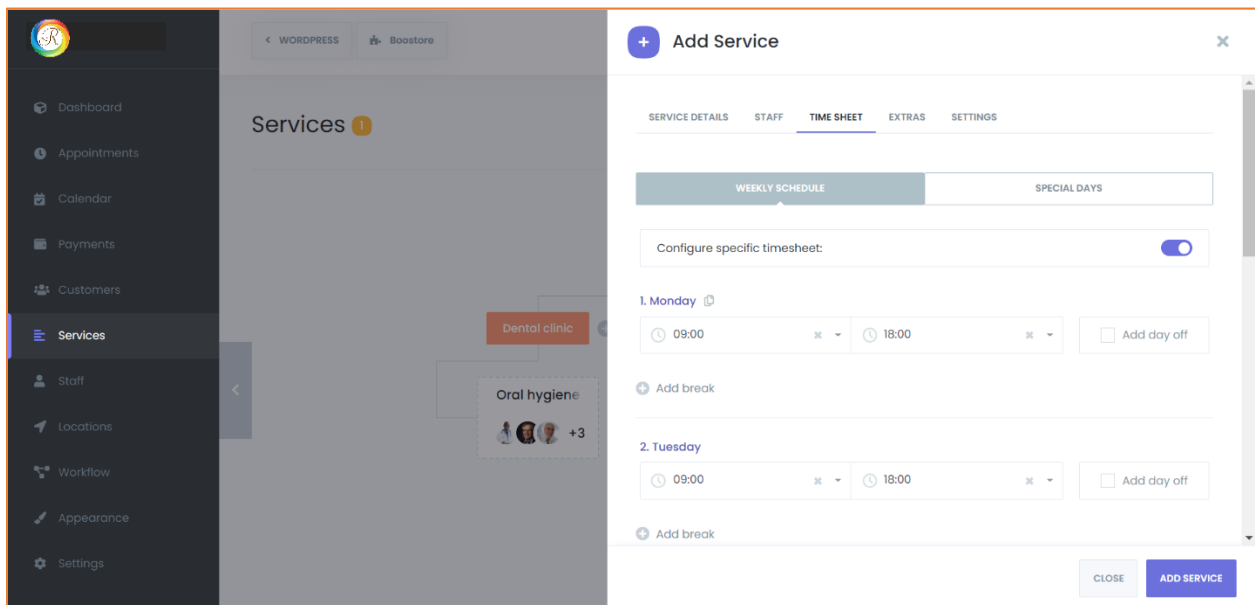 R
< WORDPRESS
Boostore
Dashboard
Appointments
Calendar
Payments
Customers
Services
Staff
Locations
Workflow
Appearance
Settings
Services 1
Dental clinic
Oral hygiene
+3
Add Service
SERVICE DETAILS STAFF TIME SHEET EXTRAS SETTINGS
WEEKLY SCHEDULE SPECIAL DAYS
Configure specific timesheet:
1. Monday
09:00 18:00 Add day off
Add break
2. Tuesday
09:00 18:00 Add day off
Add break
CLOSE ADD SERVICE